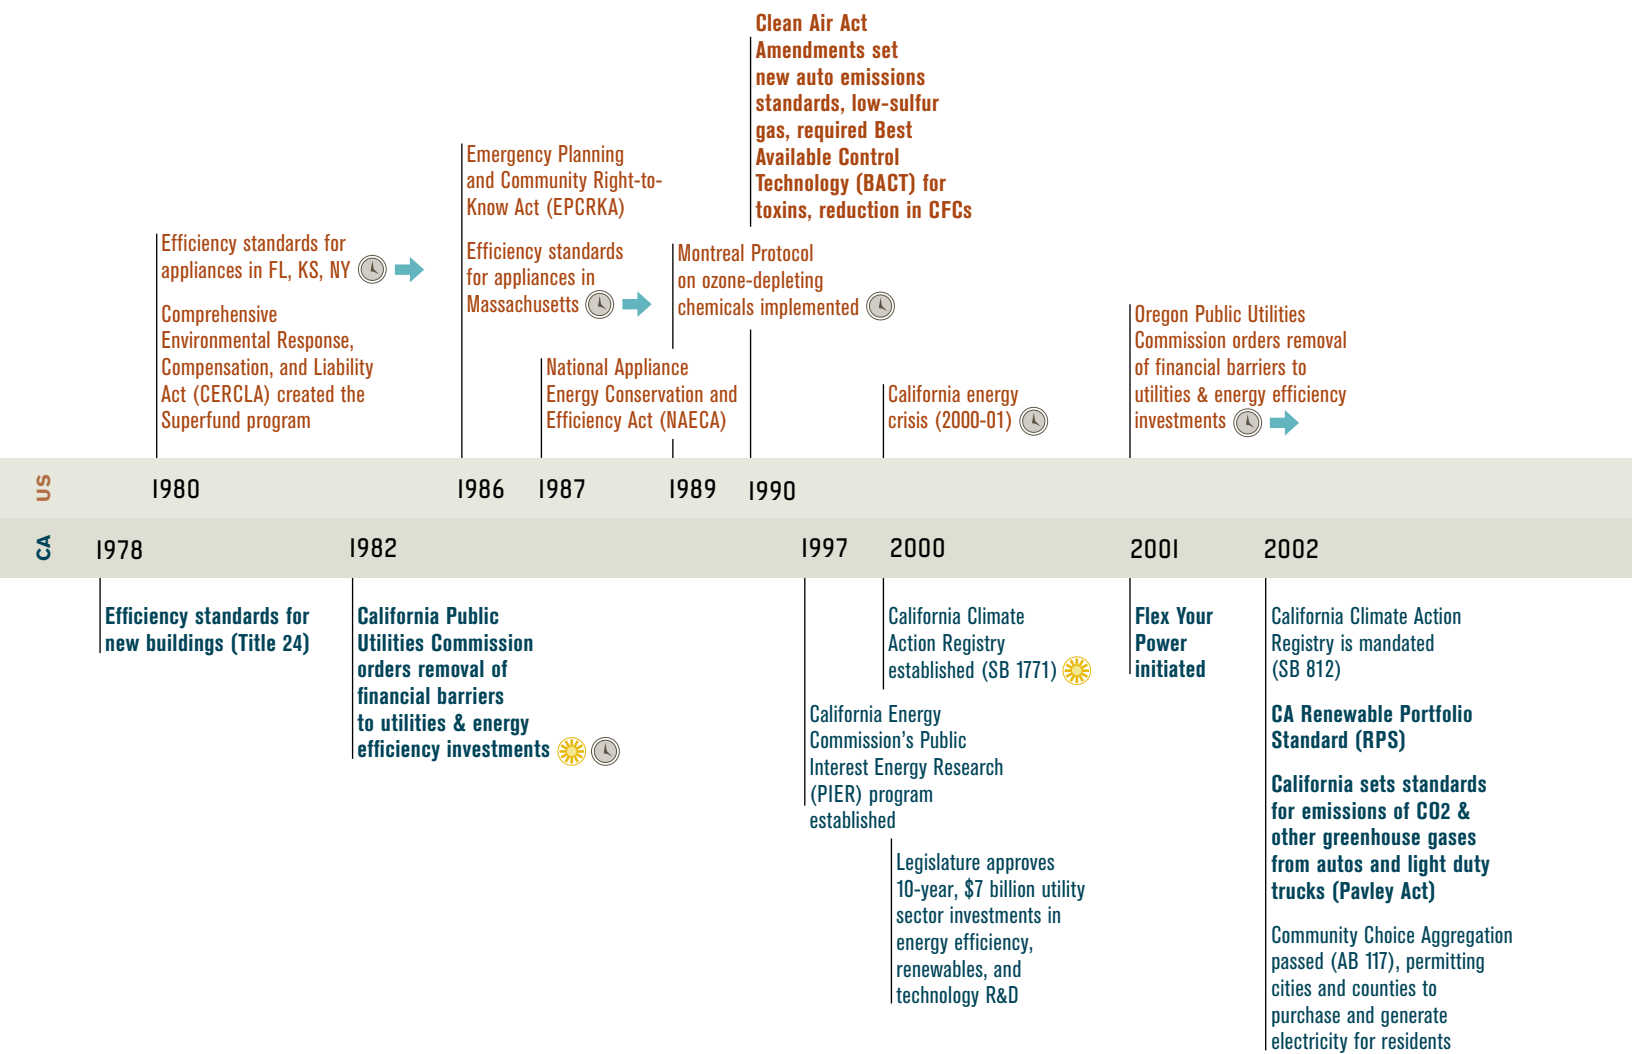 Clean Air Act
Amendments set
new auto emissions
standards, low-sulfur
gas, required Best
Available Control
Technology (BACT) for
toxins, reduction in CFCs
Emergency Planning
and Community Right-to-
Know Act (EPCRKA)
Efficiency standards for
appliances in FL, KS, NY
Efficiency standards
for appliances in
Massachusetts
Montreal Protocol
on ozone-depleting
chemicals implemented
Comprehensive
Environmental Response,
Compensation, and Liability
Act (CERCLA) created the
Superfund program
National Appliance
Energy Conservation and
Efficiency Act (NAECA)
California energy
crisis (2000-01)
Oregon Public Utilities
Commission orders removal
of financial barriers to
utilities & energy efficiency
investments
US
1980
1986
1987
1989
1990
CA
1978
1982
1997
2000
2001
2002
Efficiency standards for
new buildings (Title 24)
California Public
Utilities Commission
orders removal of
financial barriers
to utilities & energy
efficiency investments
California Energy
Commission's Public
Interest Energy Research
(PIER) program
established
California Climate
Action Registry
established (SB 1771)
Legislature approves
10-year, $7 billion utility
sector investments in
energy efficiency,
renewables, and
technology R&D
Flex Your
Power
initiated
California Climate Action
Registry is mandated
(SB 812)
CA Renewable Portfolio
Standard (RPS)
California sets standards
for emissions of CO2 &
other greenhouse gases
from autos and light duty
trucks (Pavley Act)
Community Choice Aggregation
passed (AB 117), permitting
cities and counties to
purchase and generate
electricity for residents